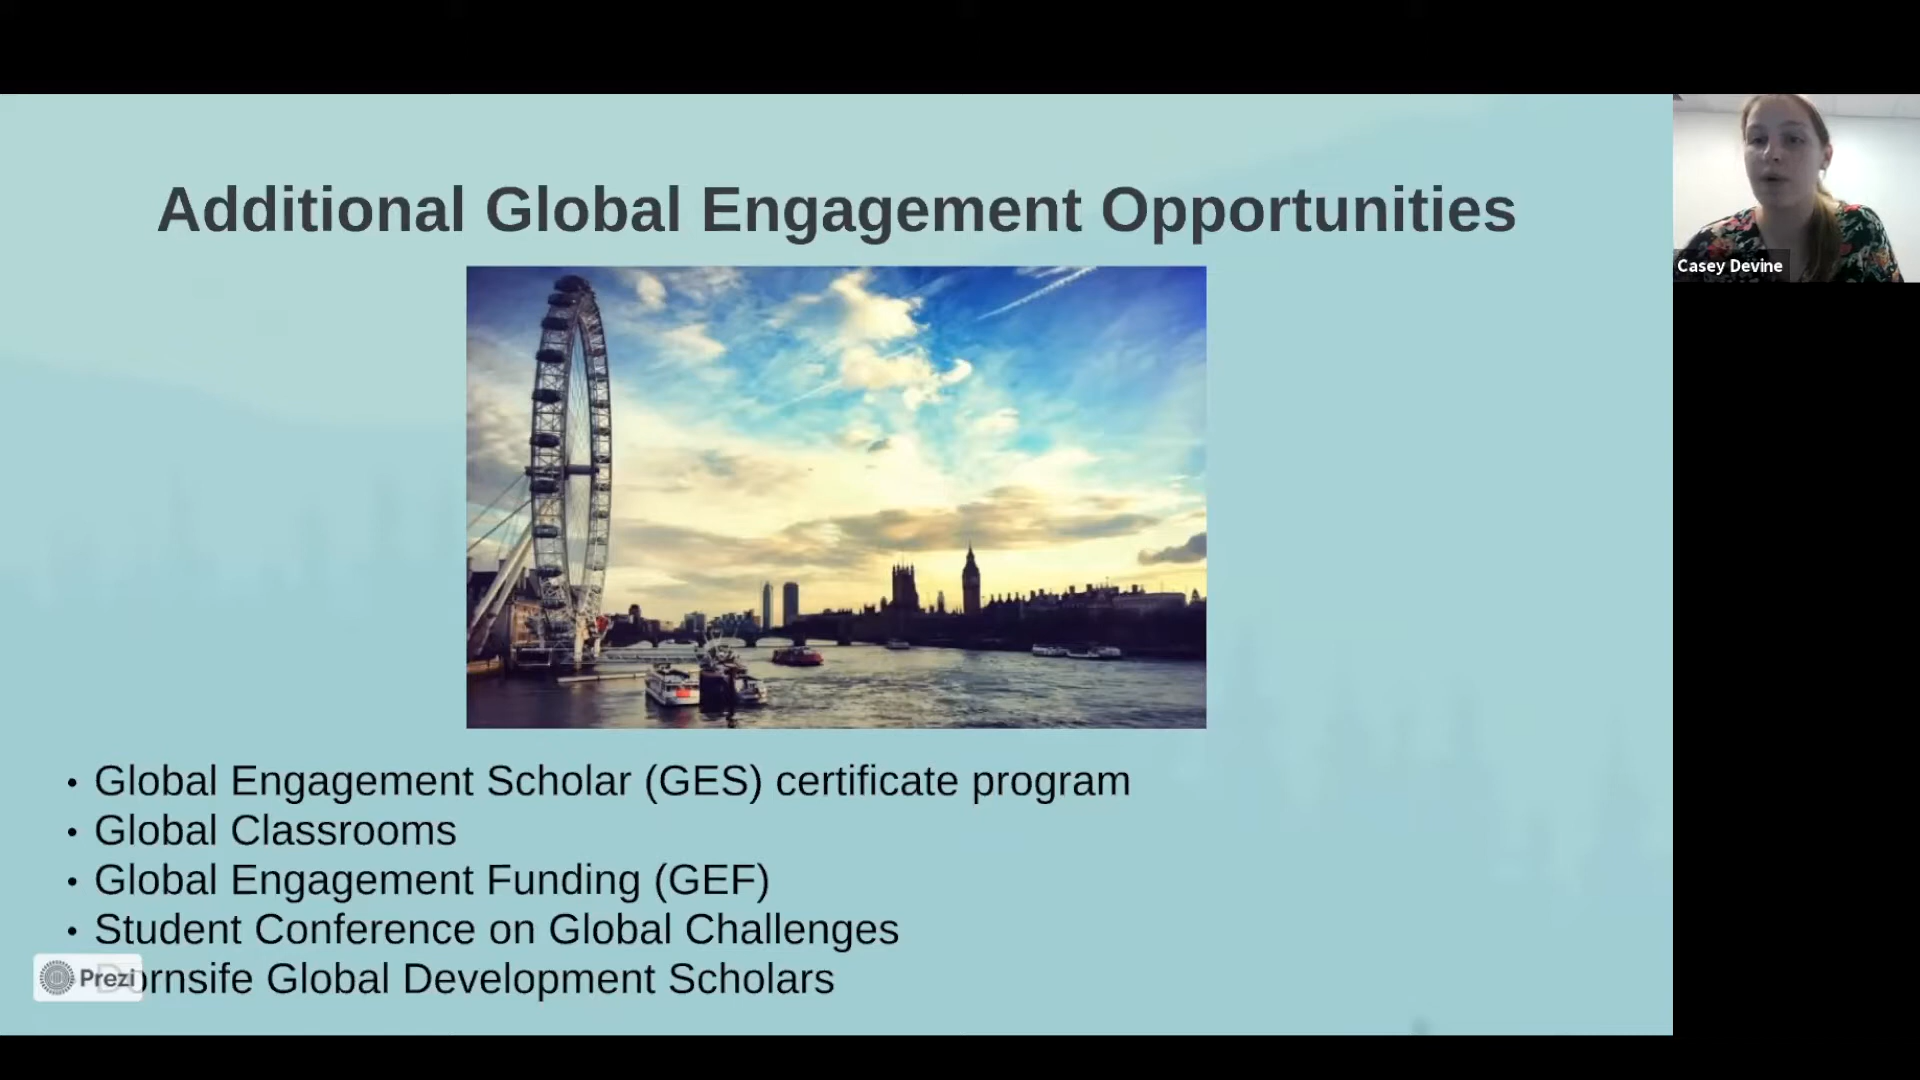 Additional Global Engagement Opportunities
Casey Devine
• Global Engagement Scholar (GES) certificate program
• Global Classrooms
• Global Engagement Funding (GEF)
• Student Conference on Global Challenges
Dornsife Global Development Scholars
Prezi